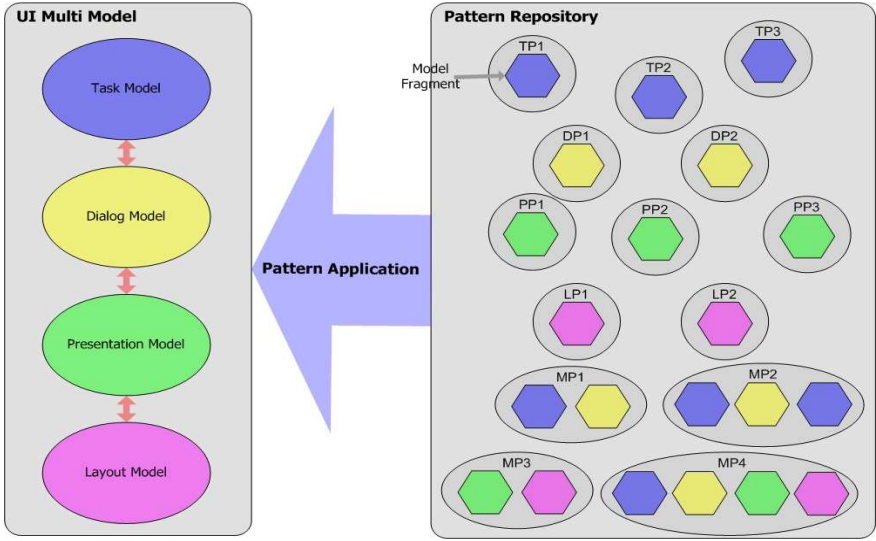 UI Multi Model
Task Model
Dialog Model
Presentation Model
Layout Model
Pattern Application
Pattern Repository
Model
Fragment
TP1
TP2
TP3
DP1
DP2
PP1
PP2
PP3
LP1
LP2
MP1
MP2
MP3
MP4